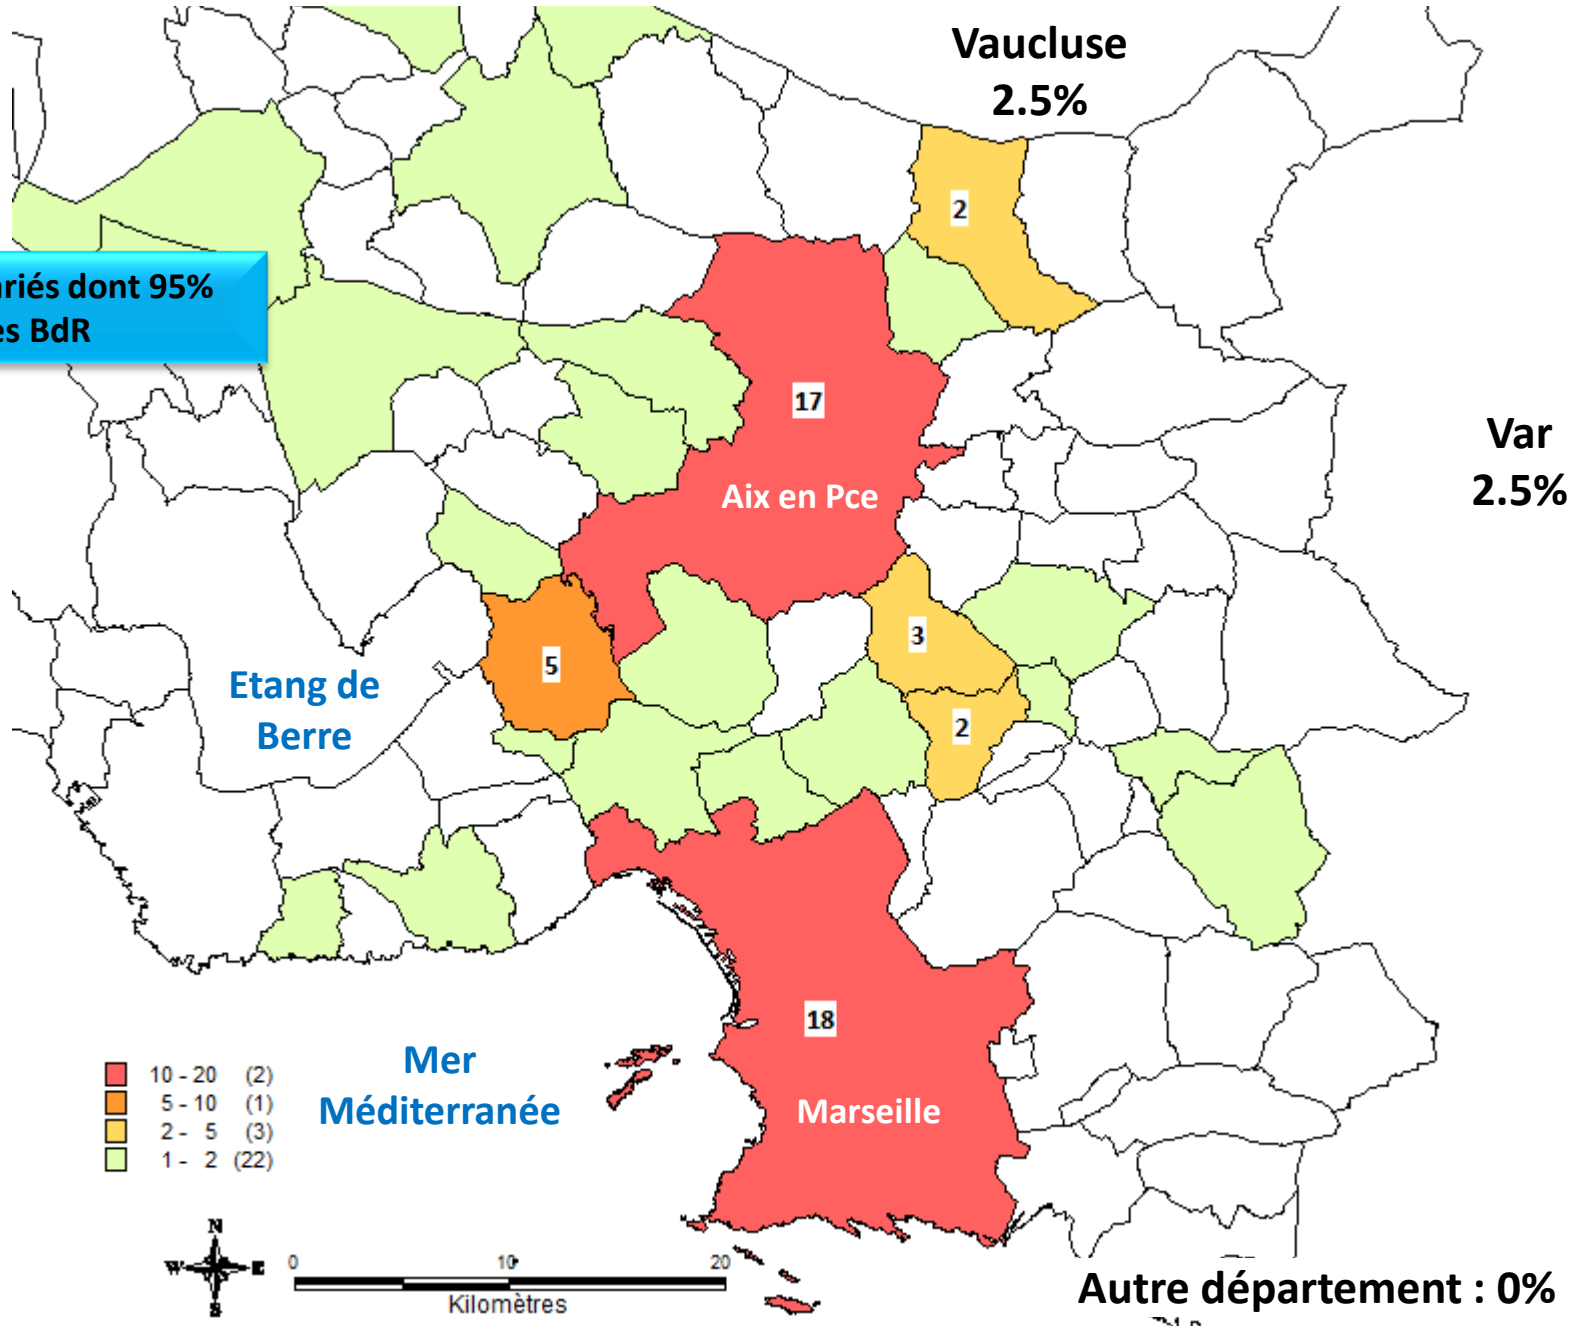 Vaucluse
2.5%
2
ariés dont 95%
es BdR
17
Var
2.5%
Aix en Pce
3
5
Etang de
Berre
2
18
Mer
Méditerranée
Marseille
10 - 20 (2)
5 - 10 (1)
2 - 5 (3)
1 - 2 (22)
N
W E
S
0 10 20
Kilomètres
Autre département : 0%